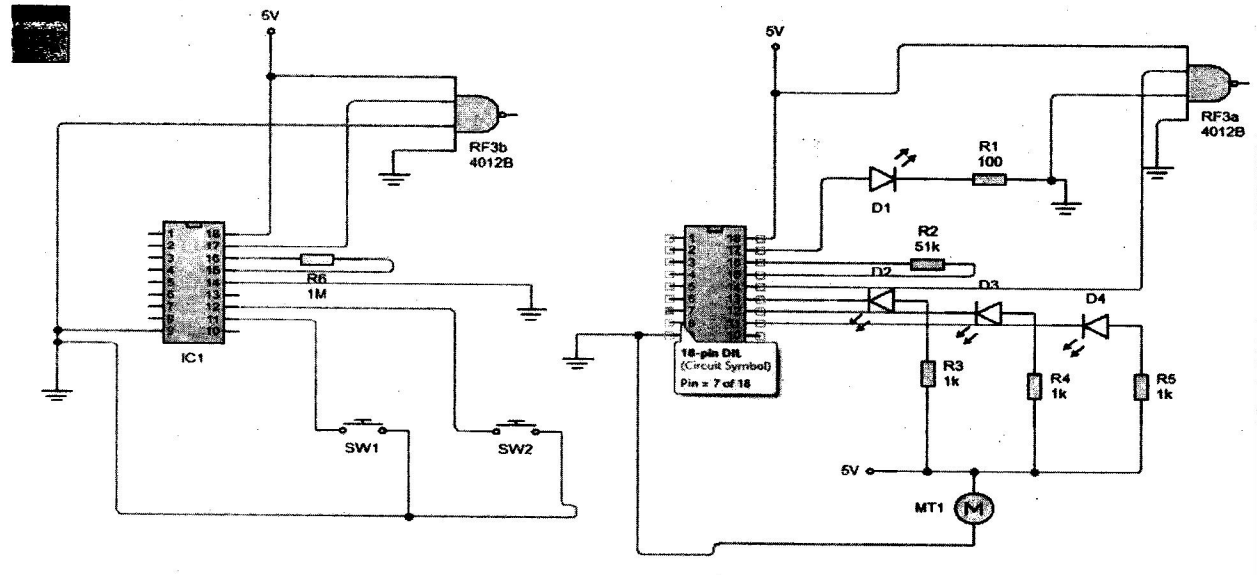 5V
RF3b
4012B
1 18
2 17
3 16
4 15
5 14
6 13
7 12
8 11
9 10
R6
1M
IC1
SW1
SW2
5V
RF3a
4012B
R1
100
D1
R2
51k
D2
D3
D4
18-pin DIL
(Circuit Symbol)
Pin = 7 of 18
R3
1k
R4
1k
R5
1k
5V
MT1
M